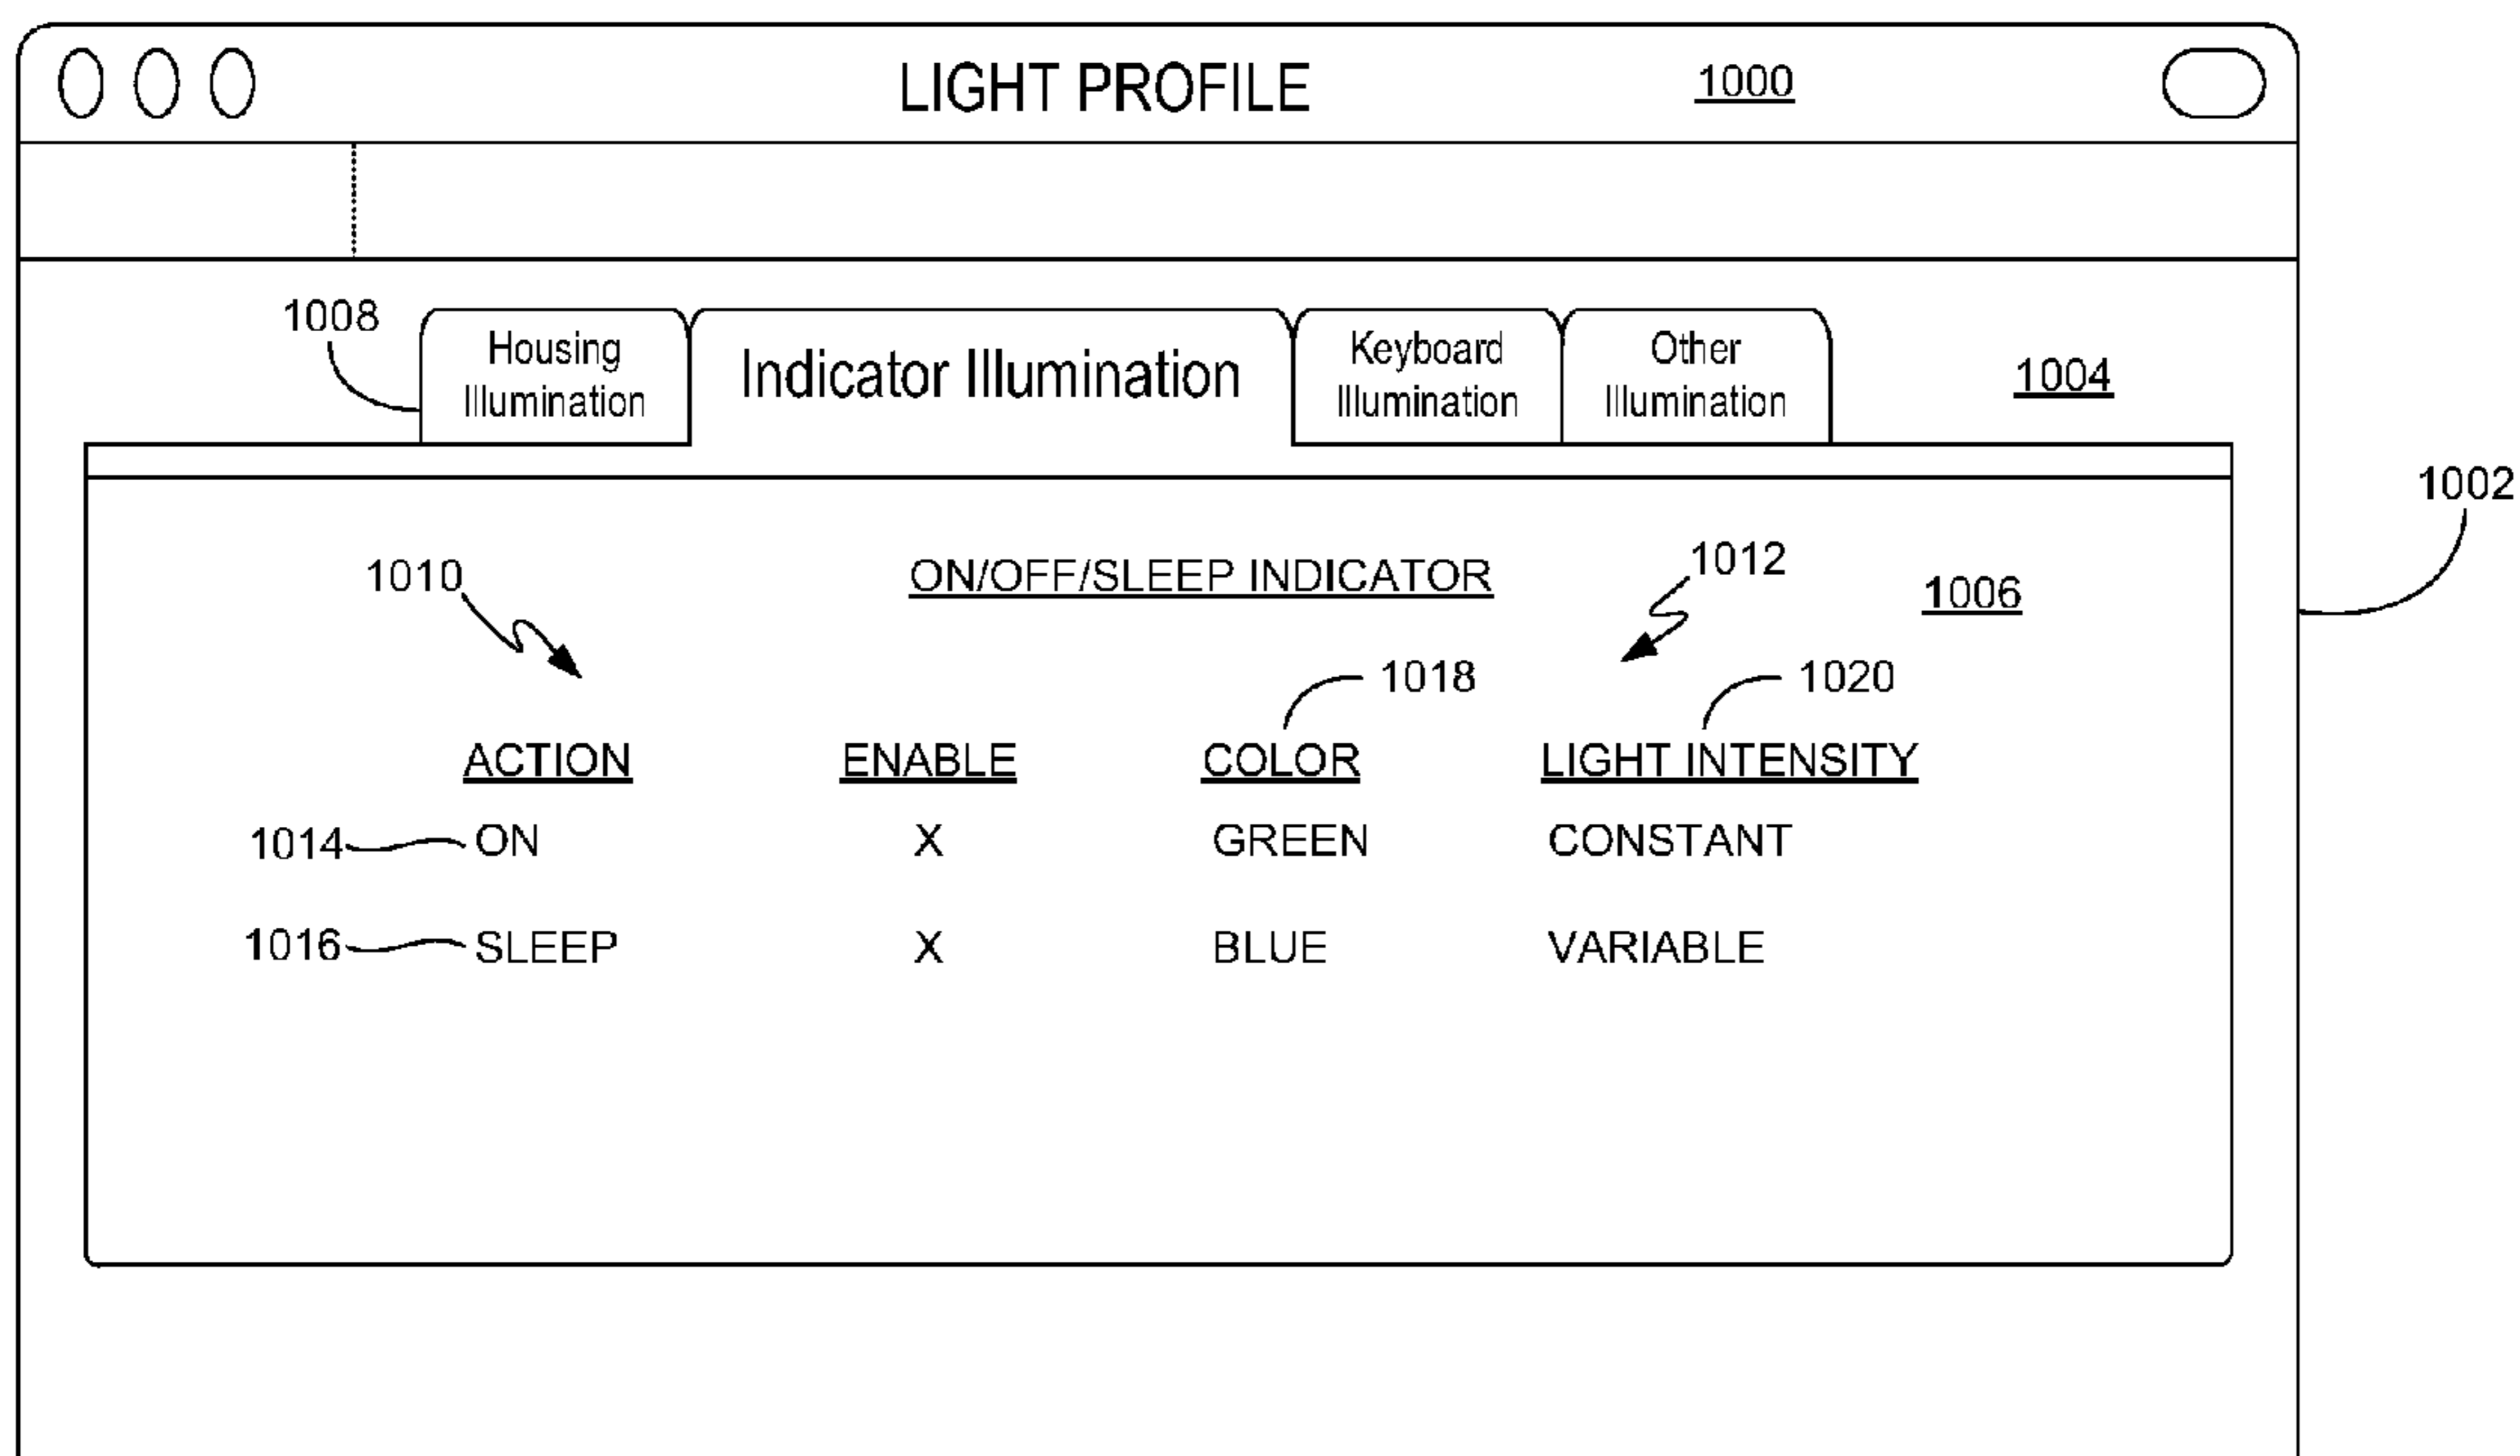 LIGHT PROFILE 1000
1008
Housing
Illumination
Indicator Illumination
Keyboard
Illumination
Other
Illumination
1004
1002
1010 ON/OFF/SLEEP INDICATOR 1012
1006
1018 1020
ACTION ENABLE COLOR LIGHT INTENSITY
1014 ON X GREEN CONSTANT
1016 SLEEP X BLUE VARIABLE